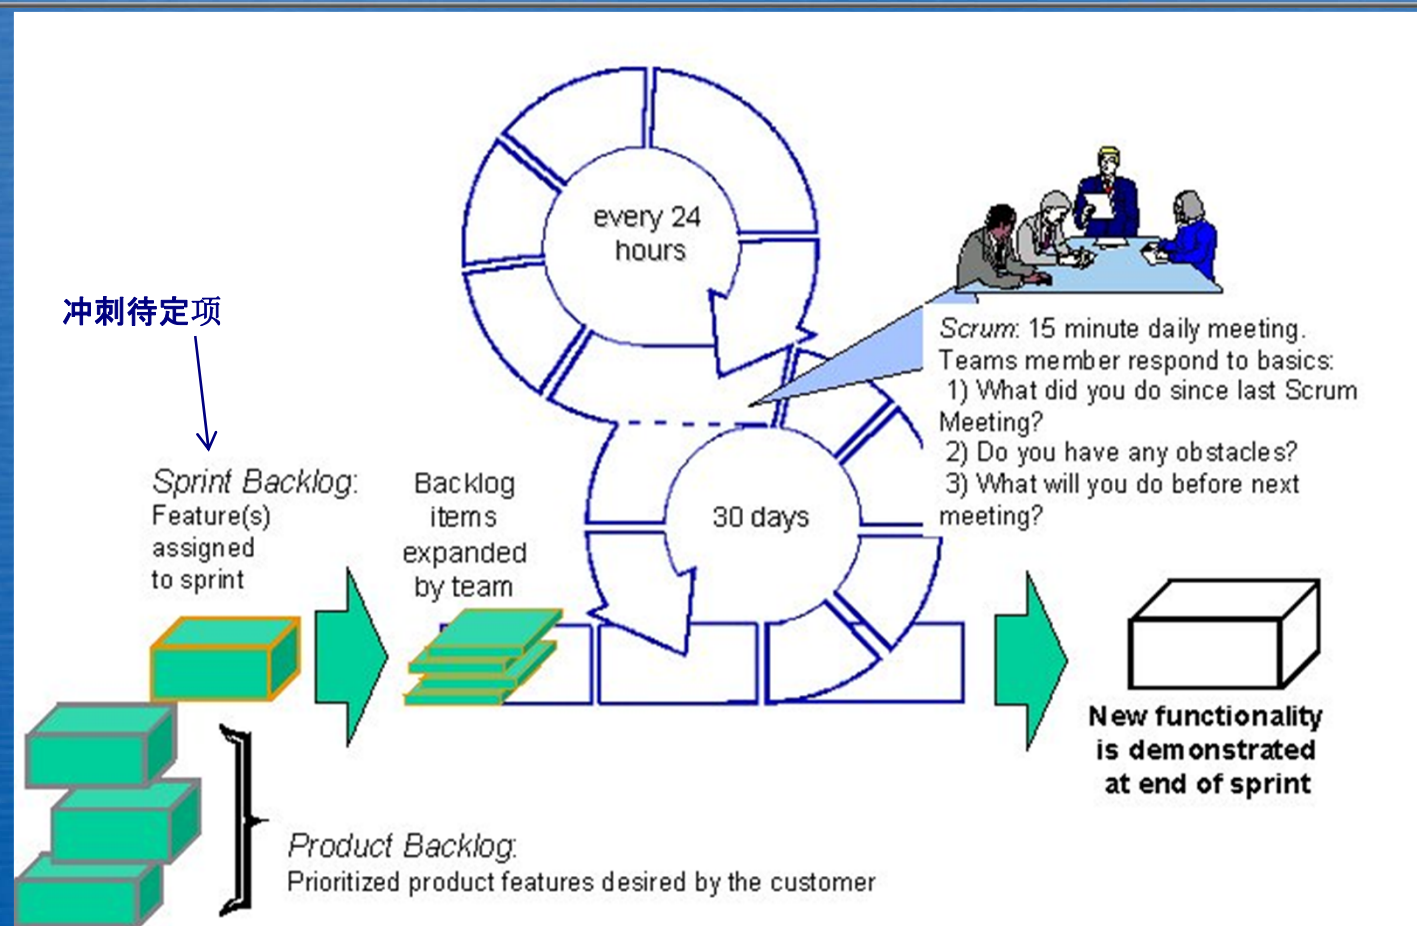 every 24
hours
冲刺待定项
Scrum: 15 minute daily meeting.
Teams member respond to basics:
1) What did you do since last Scrum
Meeting?
2) Do you have any obstacles?
3) What will you do before next
meeting?
Sprint Backlog:
Feature(s)
assigned
to sprint
Backlog
items
expanded
by team
30 days
New functionality
is demonstrated
at end of sprint
Product Backlog:
Prioritized product features desired by the customer